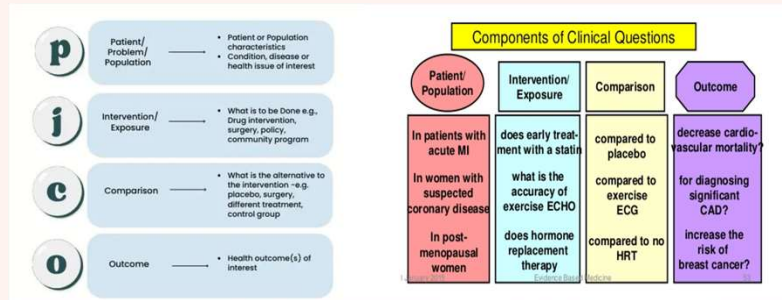 p
Patient/
Problem/
Population
• Patient or Population
characteristics
• Condition, disease or
health issue of interest
i
Intervention/
Exposure
• What is to be Done e.g.,
Drug intervention,
surgery, policy,
community program
c
Comparison
• What is the alternative to
the intervention -e.g.
placebo, surgery,
different treatment,
control group
o
Outcome
• Health outcome(s) of
interest
Components of Clinical Questions
Patient/
Population
Intervention/
Exposure
Comparison
Outcome
In patients with
acute MI
does early treat-
ment with a statin
compared to
placebo
decrease cardio-
vascular mortality?
In women with
suspected
coronary disease
what is the
accuracy of
exercise ECHO
compared to
exercise
ECG
for diagnosing
significant
CAD?
In post-
menopausal
women
does hormone
replacement
therapy
compared to no
HRT
increase the
risk of
breast cancer?
Evidence Based Medicine